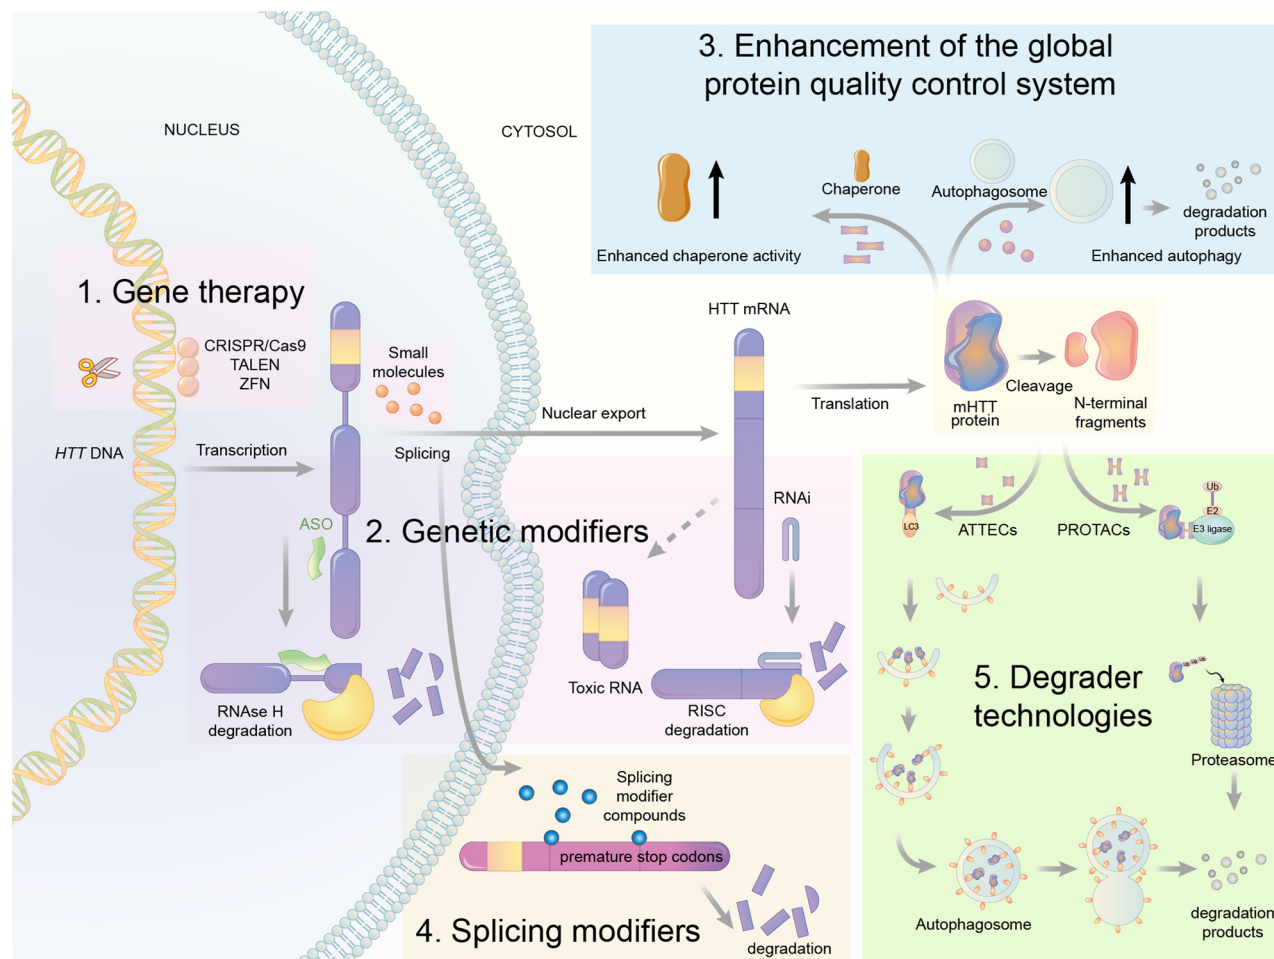 NUCLEUS
CYTOSOL
3. Enhancement of the global
protein quality control system
Chaperone
Autophagosome
degradation
products
Enhanced chaperone activity
Enhanced autophagy
1. Gene therapy
CRISPR/Cas9
TALEN
ZFN
Small
molecules
HTT DNA
Transcription
Splicing
Nuclear export
HTT mRNA
Translation
mHTT
protein
Cleavage
N-terminal
fragments
2. Genetic modifiers
ASO
RNAi
RNAse H
degradation
Toxic RNA
RISC
degradation
LC3
ATTECs
PROTACs
Ub
E2
E3 ligase
5. Degrader
technologies
Ub Ub Ub
Proteasome
Autophagosome
degradation
products
Splicing
modifier
compounds
premature stop codons
4. Splicing modifiers
degradation